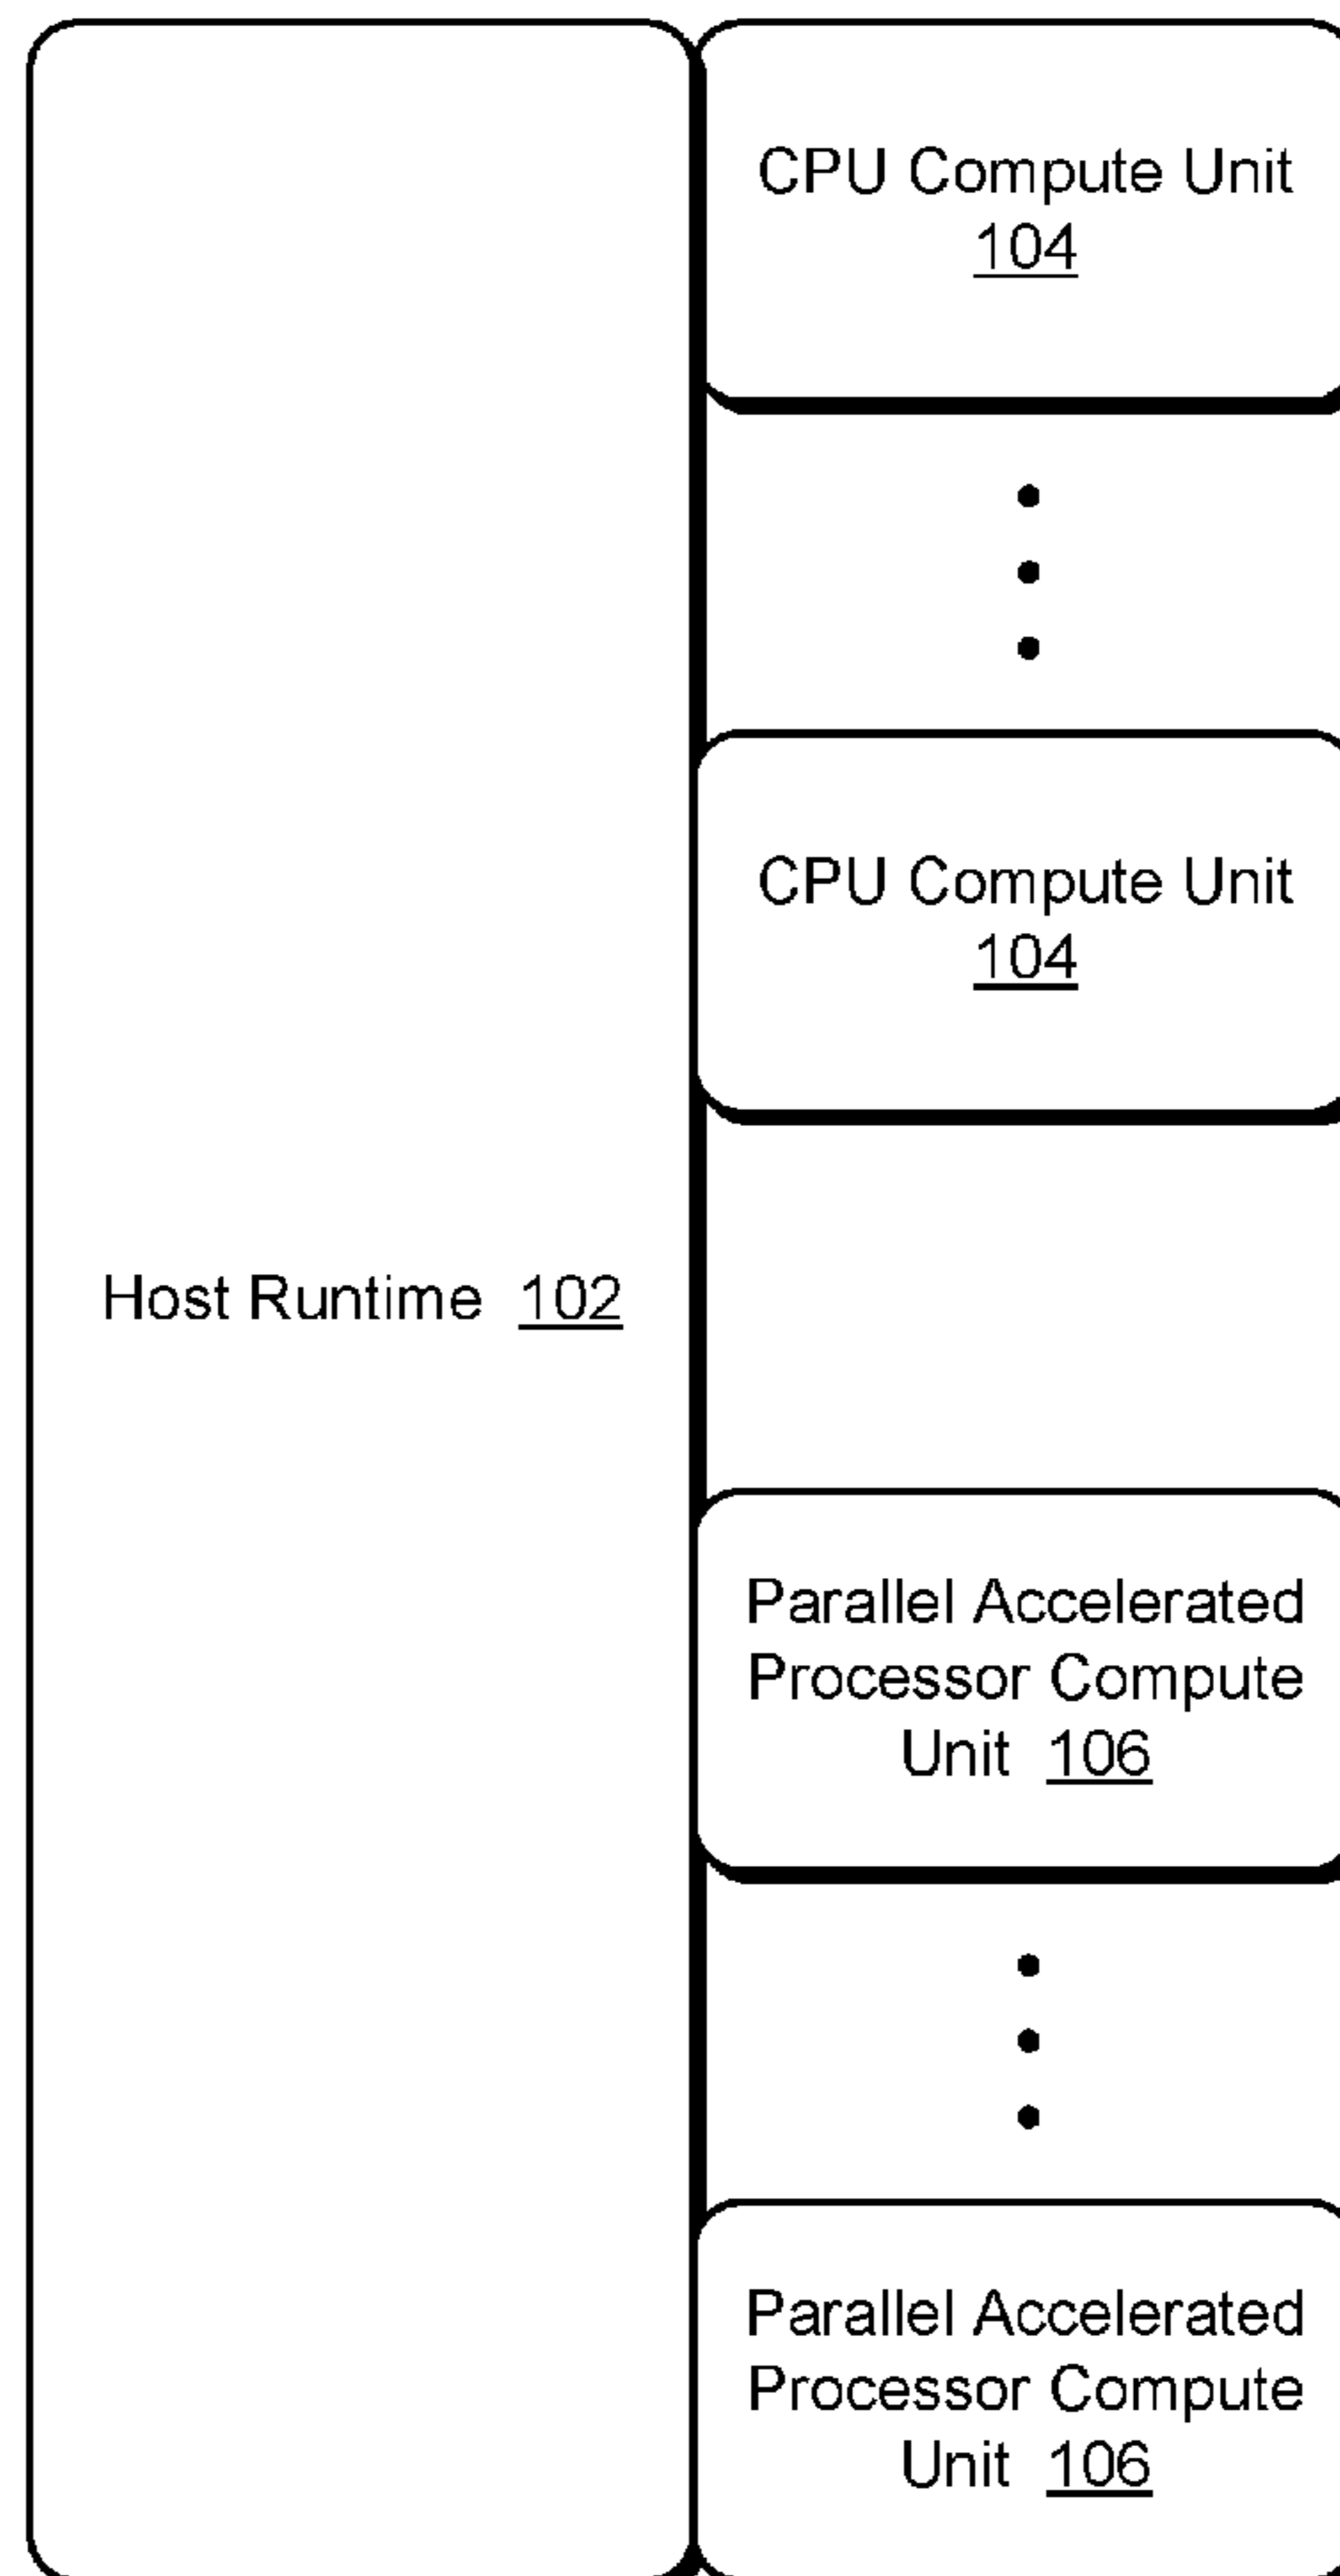 CPU Compute Unit
104
CPU Compute Unit
104
Host Runtime 102
Parallel Accelerated
Processor Compute
Unit 106
Parallel Accelerated
Processor Compute
Unit 106